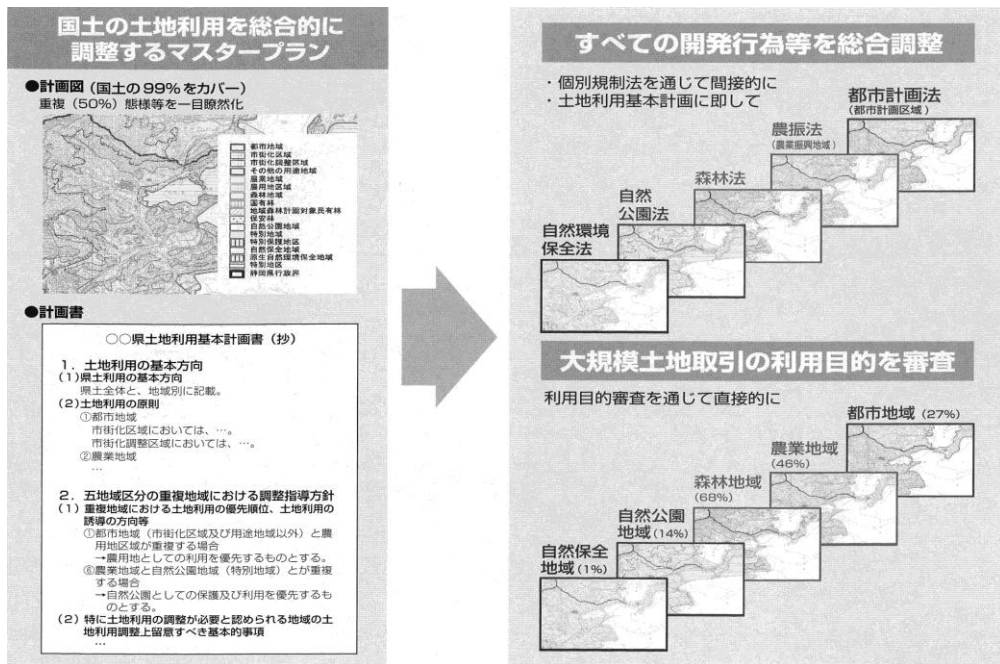 国土の土地利用を総合的に
調整するマスタープラン
●計画図(国土の99%をカバー)
重複(50%)態様等を一目瞭然化
都市地域
市街化区域
市街化調整区域
その他の用途地域
農業地域
農用地区域
森林地域
国有林
地域森林計画対象民有林
保安林
自然公園地域
特別地域
特別保護地区
自然保全地域
原生自然環境保全地域
特別地区
静岡県行政界
●計画書
○○県土地利用基本計画書(抄)
1.土地利用の基本方向
(1)県土利用の基本方向
県土全体と、地域別に記載。
(2)土地利用の原則
①都市地域
市街化区域においては、…。
市街化調整区域においては、…。
②農業地域
…
2.五地域区分の重複地域における調整指導方針
(1)重複地域における土地利用の優先順位、土地利用の
誘導の方向等
①都市地域(市街化区域及び用途地域以外)と農
用地区域が重複する場合
→農用地としての利用を優先するものとする。
⑥農業地域と自然公園地域(特別地域)とが重複
する場合
→自然公園としての保護及び利用を優先するも
のとする。
(2)特に土地利用の調整が必要と認められる地域の土
地利用調整上留意すべき基本的事項
…
すべての開発行為等を総合調整
・個別規制法を通じて間接的に
・土地利用基本計画に即して
都市計画法
(都市計画区域)
農振法
(農業振興地域)
森林法
自然
公園法
自然環境
保全法
大規模土地取引の利用目的を審査
利用目的審査を通じて直接的に
都市地域(27%)
農業地域
(46%)
森林地域
(68%)
自然公園
地域(14%)
自然保全
地域(1%)